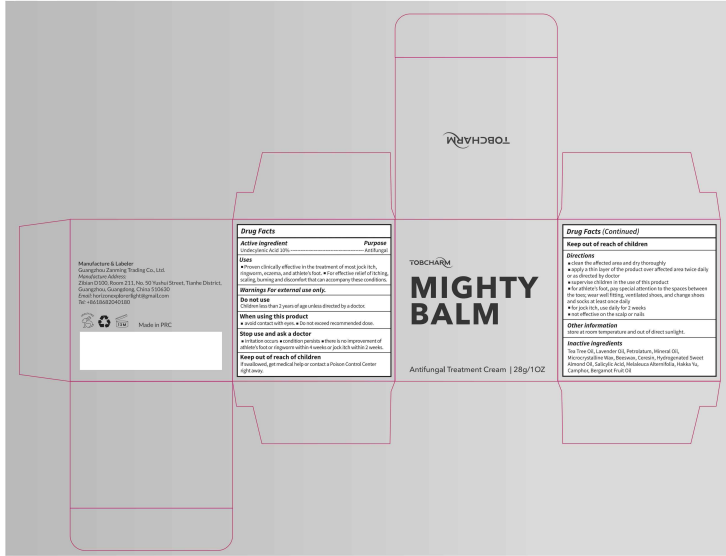 TOBCHARM
Manufacture & Labeler
Guangzhou Zanming Trading Co., Ltd.
Manufacture Address:
Zibian D100, Room 211, No. 50 Yushui Street, Tianhe District,
Guangzhou, Guangdong, China 510630
Email: horizonexplorerlight@gmail.com
Tel: +8618682040180
12M
Made in PRC
Drug Facts
Active ingredient Purpose
Undecylenic Acid 10% Antifungal
Uses
▪ Proven clinically effective in the treatment of most jock itch,
ringworm, eczema, and athlete's foot. ▪ For effective relief of itching,
scaling, burning and discomfort that can accompany these conditions.
Warnings For external use only.
Do not use
Children less than 2 years of age unless directed by a doctor.
When using this product
▪ avoid contact with eyes. ▪ Do not exceed recommended dose.
Stop use and ask a doctor
▪ Irritation occurs ▪ condition persists ▪ there is no improvement of
athlete's foot or ringworm within 4 weeks or jock itch within 2 weeks.
Keep out of reach of children
If swallowed, get medical help or contact a Poison Control Center
right away.
TOBCHARM
MIGHTY
BALM
Antifungal Treatment Cream | 28g/1OZ
Drug Facts (Continued)
Keep out of reach of children
Directions
▪ clean the affected area and dry thoroughly
▪ apply a thin layer of the product over affected area twice daily
or as directed by doctor
▪ supervise children in the use of this product
▪ for athlete's foot, pay special attention to the spaces between
the toes; wear well fitting, ventilated shoes, and change shoes
and socks at least once daily
▪ for jock itch, use daily for 2 weeks
▪ not effective on the scalp or nails
Other information
store at room temperature and out of direct sunlight.
Inactive ingredients
Tea Tree Oil, Lavender Oil, Petrolatum, Mineral Oil,
Microcrystalline Wax, Beeswax, Ceresin, Hydrogenated Sweet
Almond Oil, Salicylic Acid, Melaleuca Alternifolia, Hakka Yu,
Camphor, Bergamot Fruit Oil